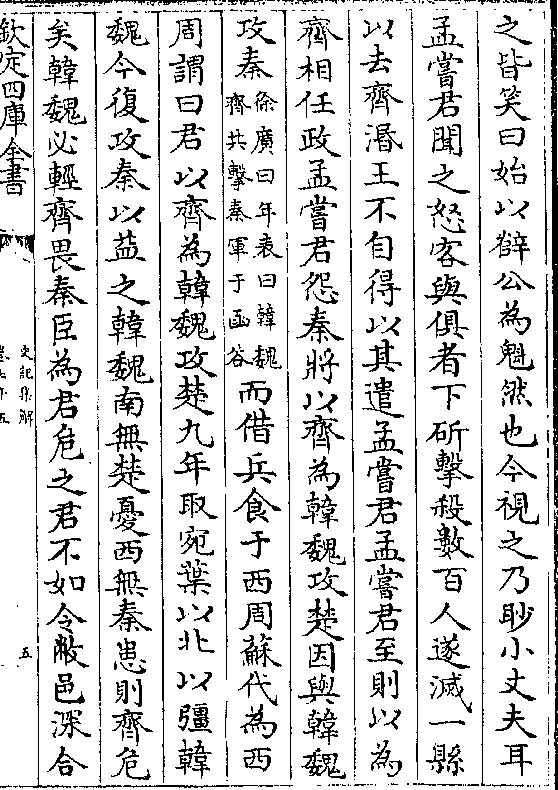 之皆笑曰始以薛公為魁然也今視之乃眇小丈夫耳
孟嘗君聞之怒客與俱者下斫擊殺數百人遂滅一縣
以去齊湣王不自得以其遣孟嘗君孟嘗君至則以為
齊相任政孟嘗君怨秦將以齊為韓魏攻楚因與韓魏
攻秦徐廣曰年表曰韓魏齊共擊秦軍于函谷而借兵食于西周蘇代為西
周謂曰君以齊為韓魏攻楚九年取宛葉以北以彊韓
魏今復攻秦以益之韓魏南無楚憂西無秦患則齊危
矣韓魏必輕齊畏秦臣為君危之君不如令敝邑深合
欽定四庫全書
史記集解
五